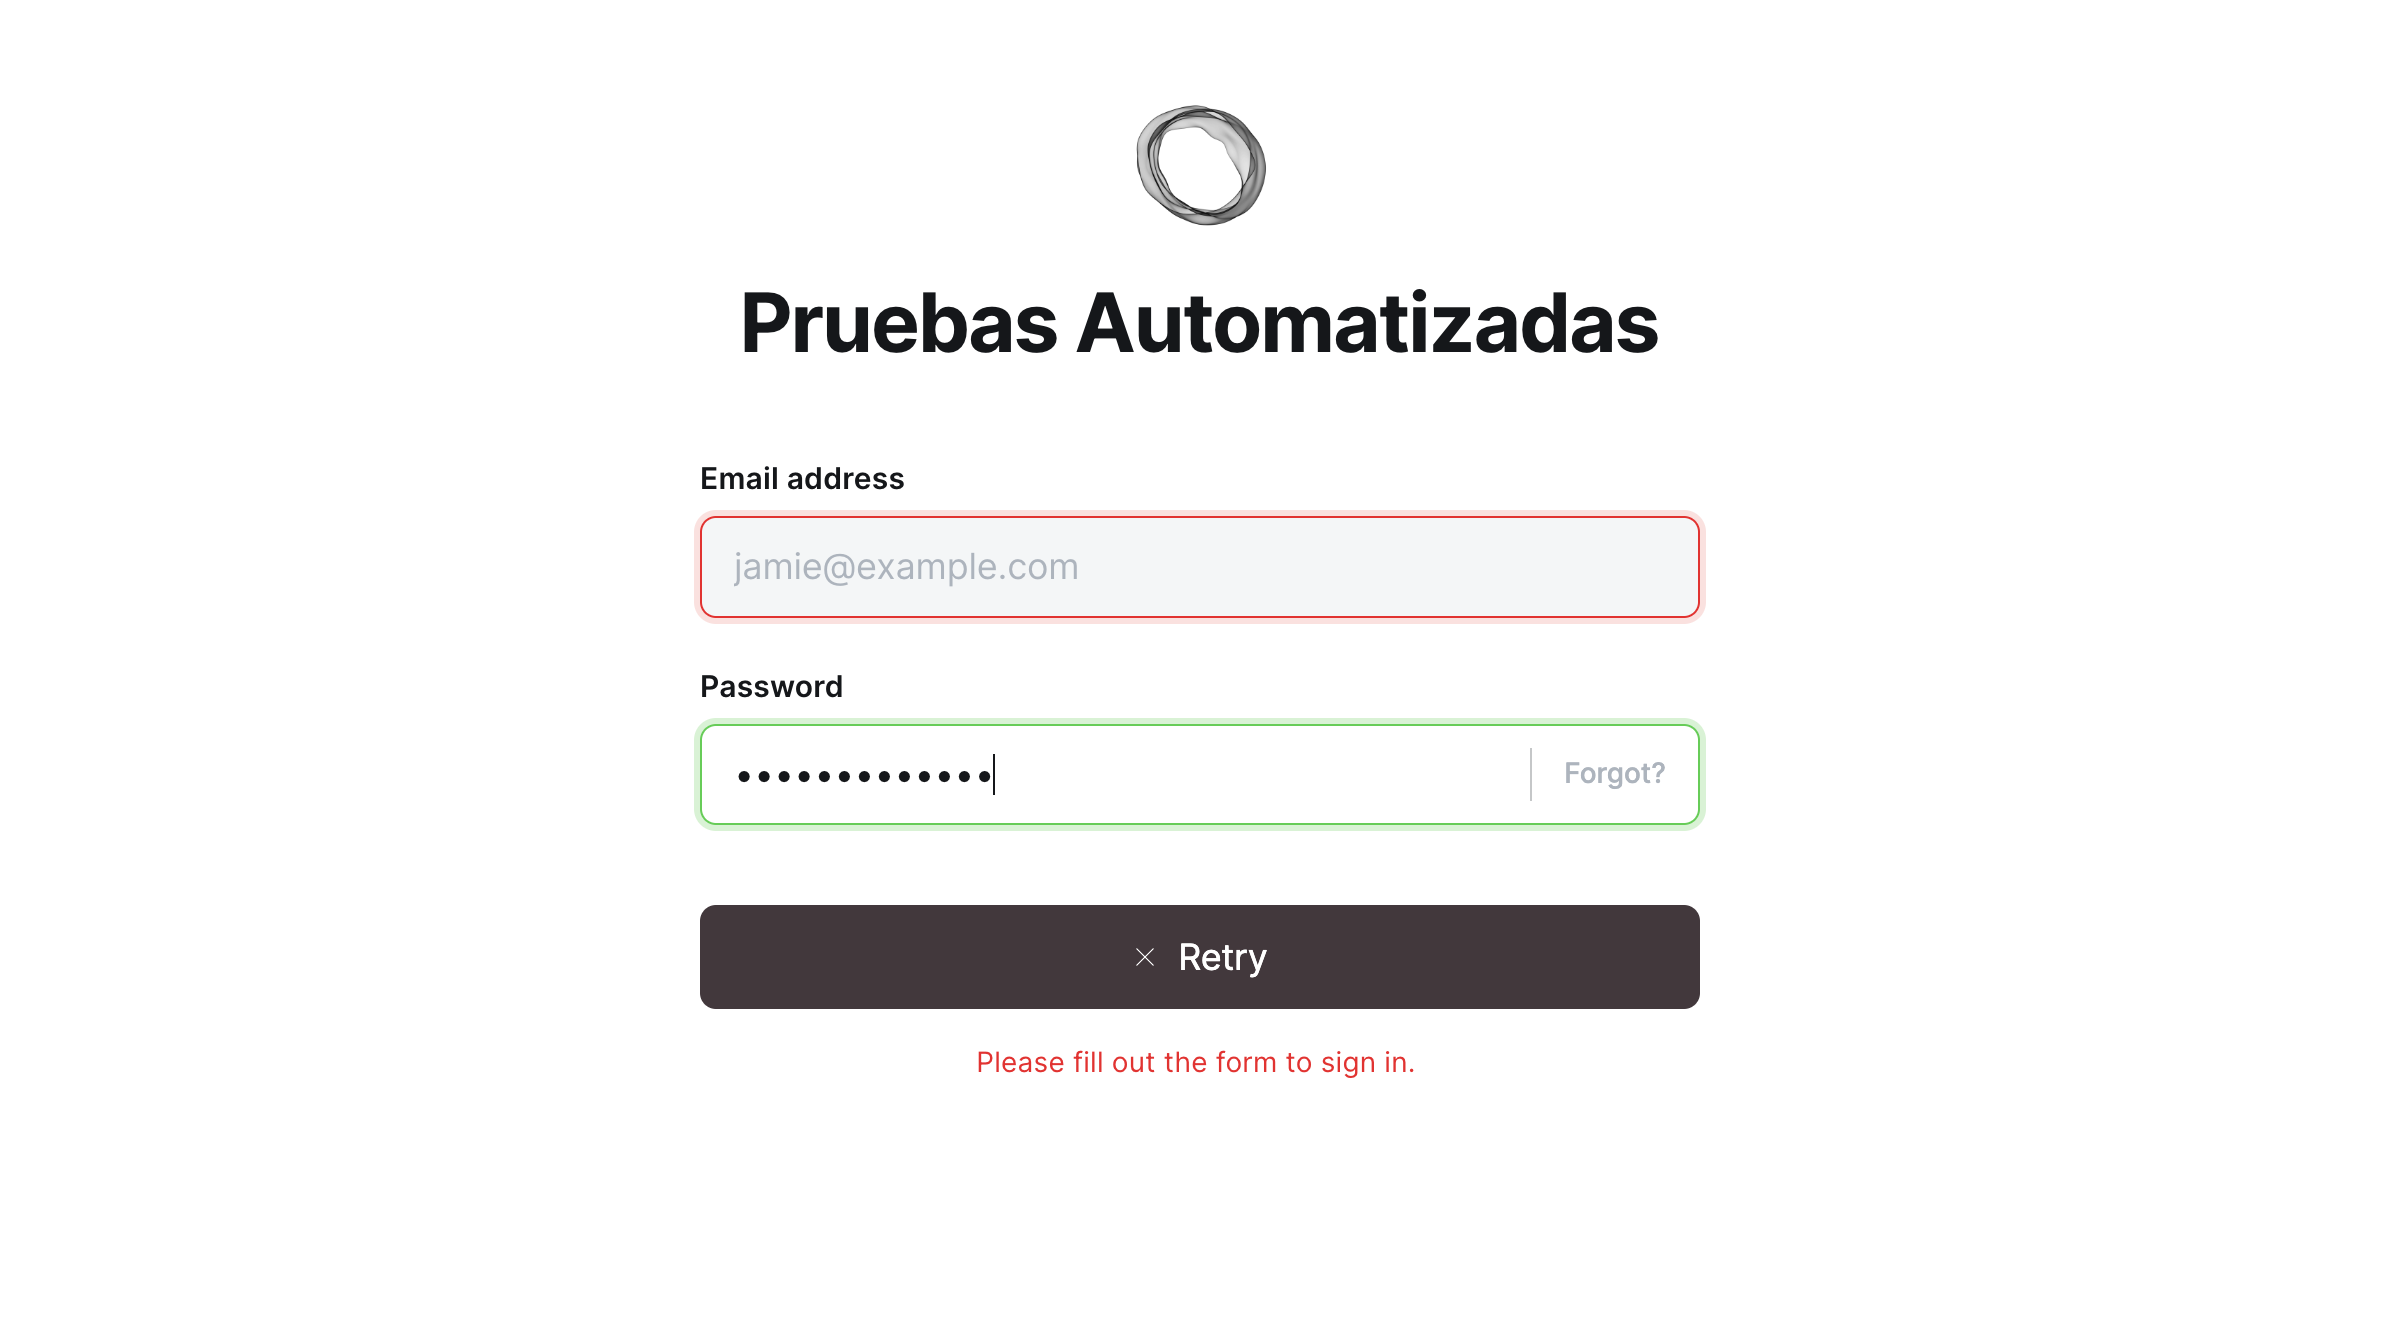 Pruebas Automatizadas
Email address
jamie@example.com
Password
•••••••••••••
Forgot?
Retry
Please fill out the form to sign in.